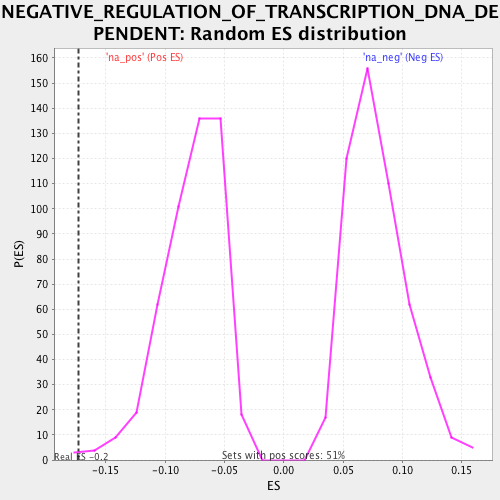 NEGATIVE_REGULATION_OF_TRANSCRIPTION_DNA_DE
PENDENT: Random ES distribution
'na_pos' (Pos ES) 'na_neg' (Neg ES)
160
150
140
130
120
110
100
90
80
70
60
50
40
30
20
10
0
P(ES)
Real ES -0.2 Sets with pos scores: 51%
-0.15 -0.10 -0.05 0.00 0.05 0.10 0.15
ES